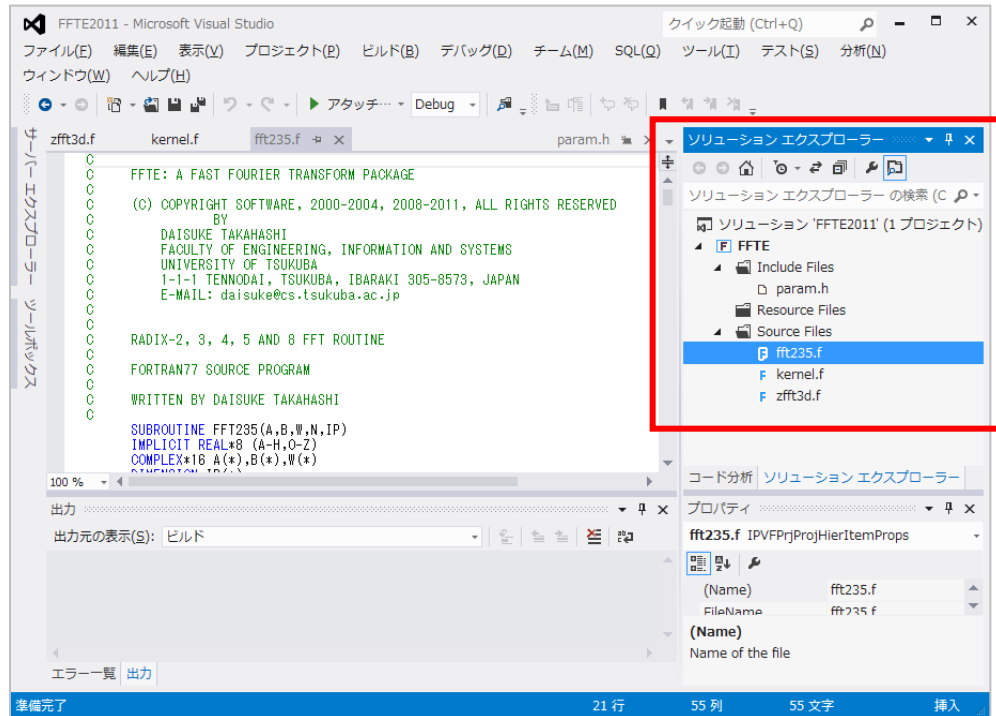 FFTE2011 - Microsoft Visual Studio
クイック起動 (Ctrl+Q)
ファイル(F) 編集(E) 表示(V) プロジェクト(P) ビルド(B) デバッグ(D) チーム(M) SQL(Q) ツール(T) テスト(S) 分析(N)
ウィンドウ(W) ヘルプ(H)
アタッチ… Debug
サーバー エクスプローラー
ツールボックス
zfft3d.f kernel.f fft235.f param.h
C
C FFTE: A FAST FOURIER TRANSFORM PACKAGE
C
C (C) COPYRIGHT SOFTWARE, 2000-2004, 2008-2011, ALL RIGHTS RESERVED
C BY
C DAISUKE TAKAHASHI
C FACULTY OF ENGINEERING, INFORMATION AND SYSTEMS
C UNIVERSITY OF TSUKUBA
C 1-1-1 TENNODAI, TSUKUBA, IBARAKI 305-8573, JAPAN
C E-MAIL: daisuke@cs.tsukuba.ac.jp
C
C
C RADIX-2, 3, 4, 5 AND 8 FFT ROUTINE
C
C FORTRAN77 SOURCE PROGRAM
C
C WRITTEN BY DAISUKE TAKAHASHI
C
SUBROUTINE FFT235(A,B,W,N,IP)
IMPLICIT REAL*8 (A-H,O-Z)
COMPLEX*16 A(*),B(*),W(*)
DIMENSION IP(*)
100 %
ソリューション エクスプローラー
ソリューション エクスプローラー の検索 (C
ソリューション 'FFTE2011' (1 プロジェクト)
FFTE
Include Files
param.h
Resource Files
Source Files
fft235.f
kernel.f
zfft3d.f
コード分析 ソリューション エクスプローラー
出力
出力元の表示(S): ビルド
エラー一覧 出力
プロパティ
fft235.f IPVFPrjProjHierItemProps
(Name) fft235.f
FileName fft235.f
(Name)
Name of the file
準備完了 21 行 55 列 55 文字 挿入